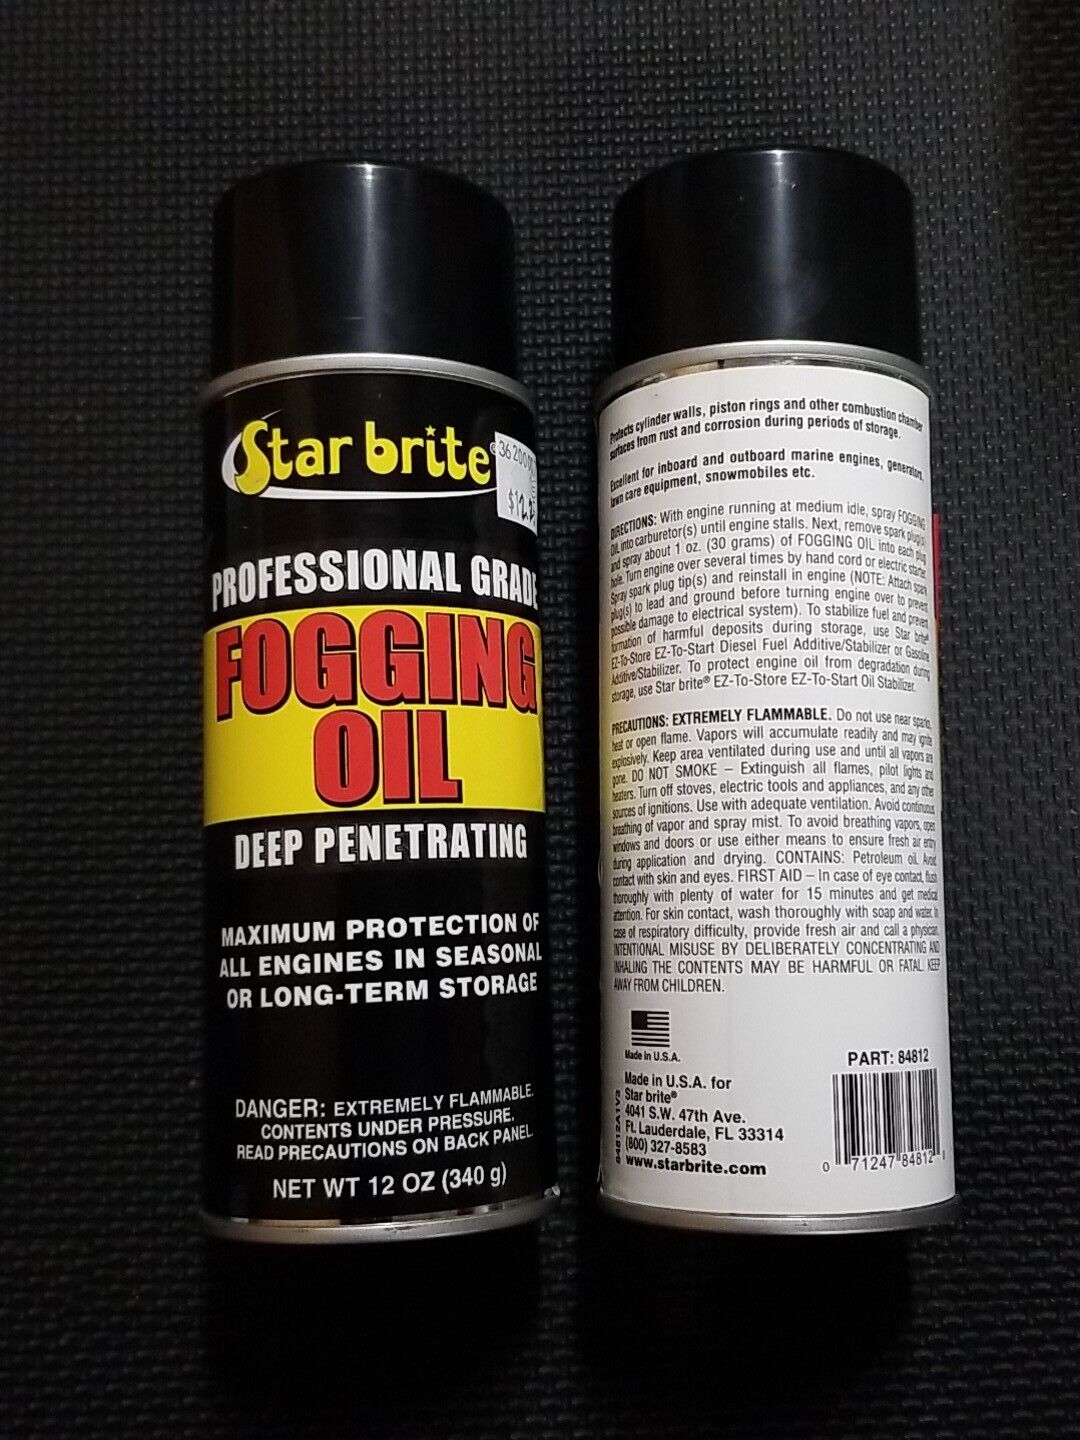 Star brite®
36 200
$12.2
PROFESSIONAL GRADE
FOGGING
OIL
DEEP PENETRATING
MAXIMUM PROTECTION OF
ALL ENGINES IN SEASONAL
OR LONG-TERM STORAGE
DANGER: EXTREMELY FLAMMABLE.
CONTENTS UNDER PRESSURE.
READ PRECAUTIONS ON BACK PANEL.
NET WT 12 OZ (340 g)
Protects cylinder walls, piston rings and other combustion chamber
surfaces from rust and corrosion during periods of storage.
Excellent for inboard and outboard marine engines, generators,
lawn care equipment, snowmobiles etc.
DIRECTIONS: With engine running at medium idle, spray FOGGING
OIL into carburetor(s) until engine stalls. Next, remove spark plug(s)
and spray about 1 oz. (30 grams) of FOGGING OIL into each plug
hole. Turn engine over several times by hand cord or electric starter.
Spray spark plug tip(s) and reinstall in engine (NOTE: Attach spark
plug(s) to lead and ground before turning engine over to prevent
possible damage to electrical system). To stabilize fuel and prevent
formation of harmful deposits during storage, use Star brite®
EZ-To-Store EZ-To-Start Diesel Fuel Additive/Stabilizer or Gasoline
Additive/Stabilizer. To protect engine oil from degradation during
storage, use Star brite® EZ-To-Store EZ-To-Start Oil Stabilizer.
PRECAUTIONS: EXTREMELY FLAMMABLE. Do not use near sparks,
heat or open flame. Vapors will accumulate readily and may ignite
explosively. Keep area ventilated during use and until all vapors are
gone. DO NOT SMOKE – Extinguish all flames, pilot lights and
heaters. Turn off stoves, electric tools and appliances, and any other
sources of ignitions. Use with adequate ventilation. Avoid continuous
breathing of vapor and spray mist. To avoid breathing vapors, open
windows and doors or use either means to ensure fresh air entry
during application and drying. CONTAINS: Petroleum oil. Avoid
contact with skin and eyes. FIRST AID – In case of eye contact, flush
thoroughly with plenty of water for 15 minutes and get medical
attention. For skin contact, wash thoroughly with soap and water. In
case of respiratory difficulty, provide fresh air and call a physician.
INTENTIONAL MISUSE BY DELIBERATELY CONCENTRATING AND
INHALING THE CONTENTS MAY BE HARMFUL OR FATAL. KEEP
AWAY FROM CHILDREN.
Made in U.S.A.
PART: 84812
Made in U.S.A. for
Star brite®
4041 S.W. 47th Ave.
Ft. Lauderdale, FL 33314
(800) 327-8583
www.starbrite.com
84812A1V3
0 71247 84812 0